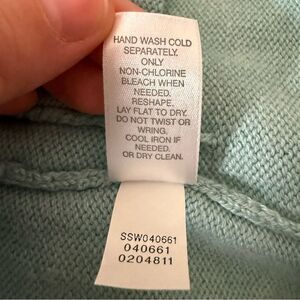 HAND WASH COLD
SEPARATELY.
ONLY
NON-CHLORINE
BLEACH WHEN
NEEDED.
RESHAPE.
LAY FLAT TO DRY.
DO NOT TWIST OR
WRING.
COOL IRON IF
NEEDED.
OR DRY CLEAN.
SSW040661
040661
0204811